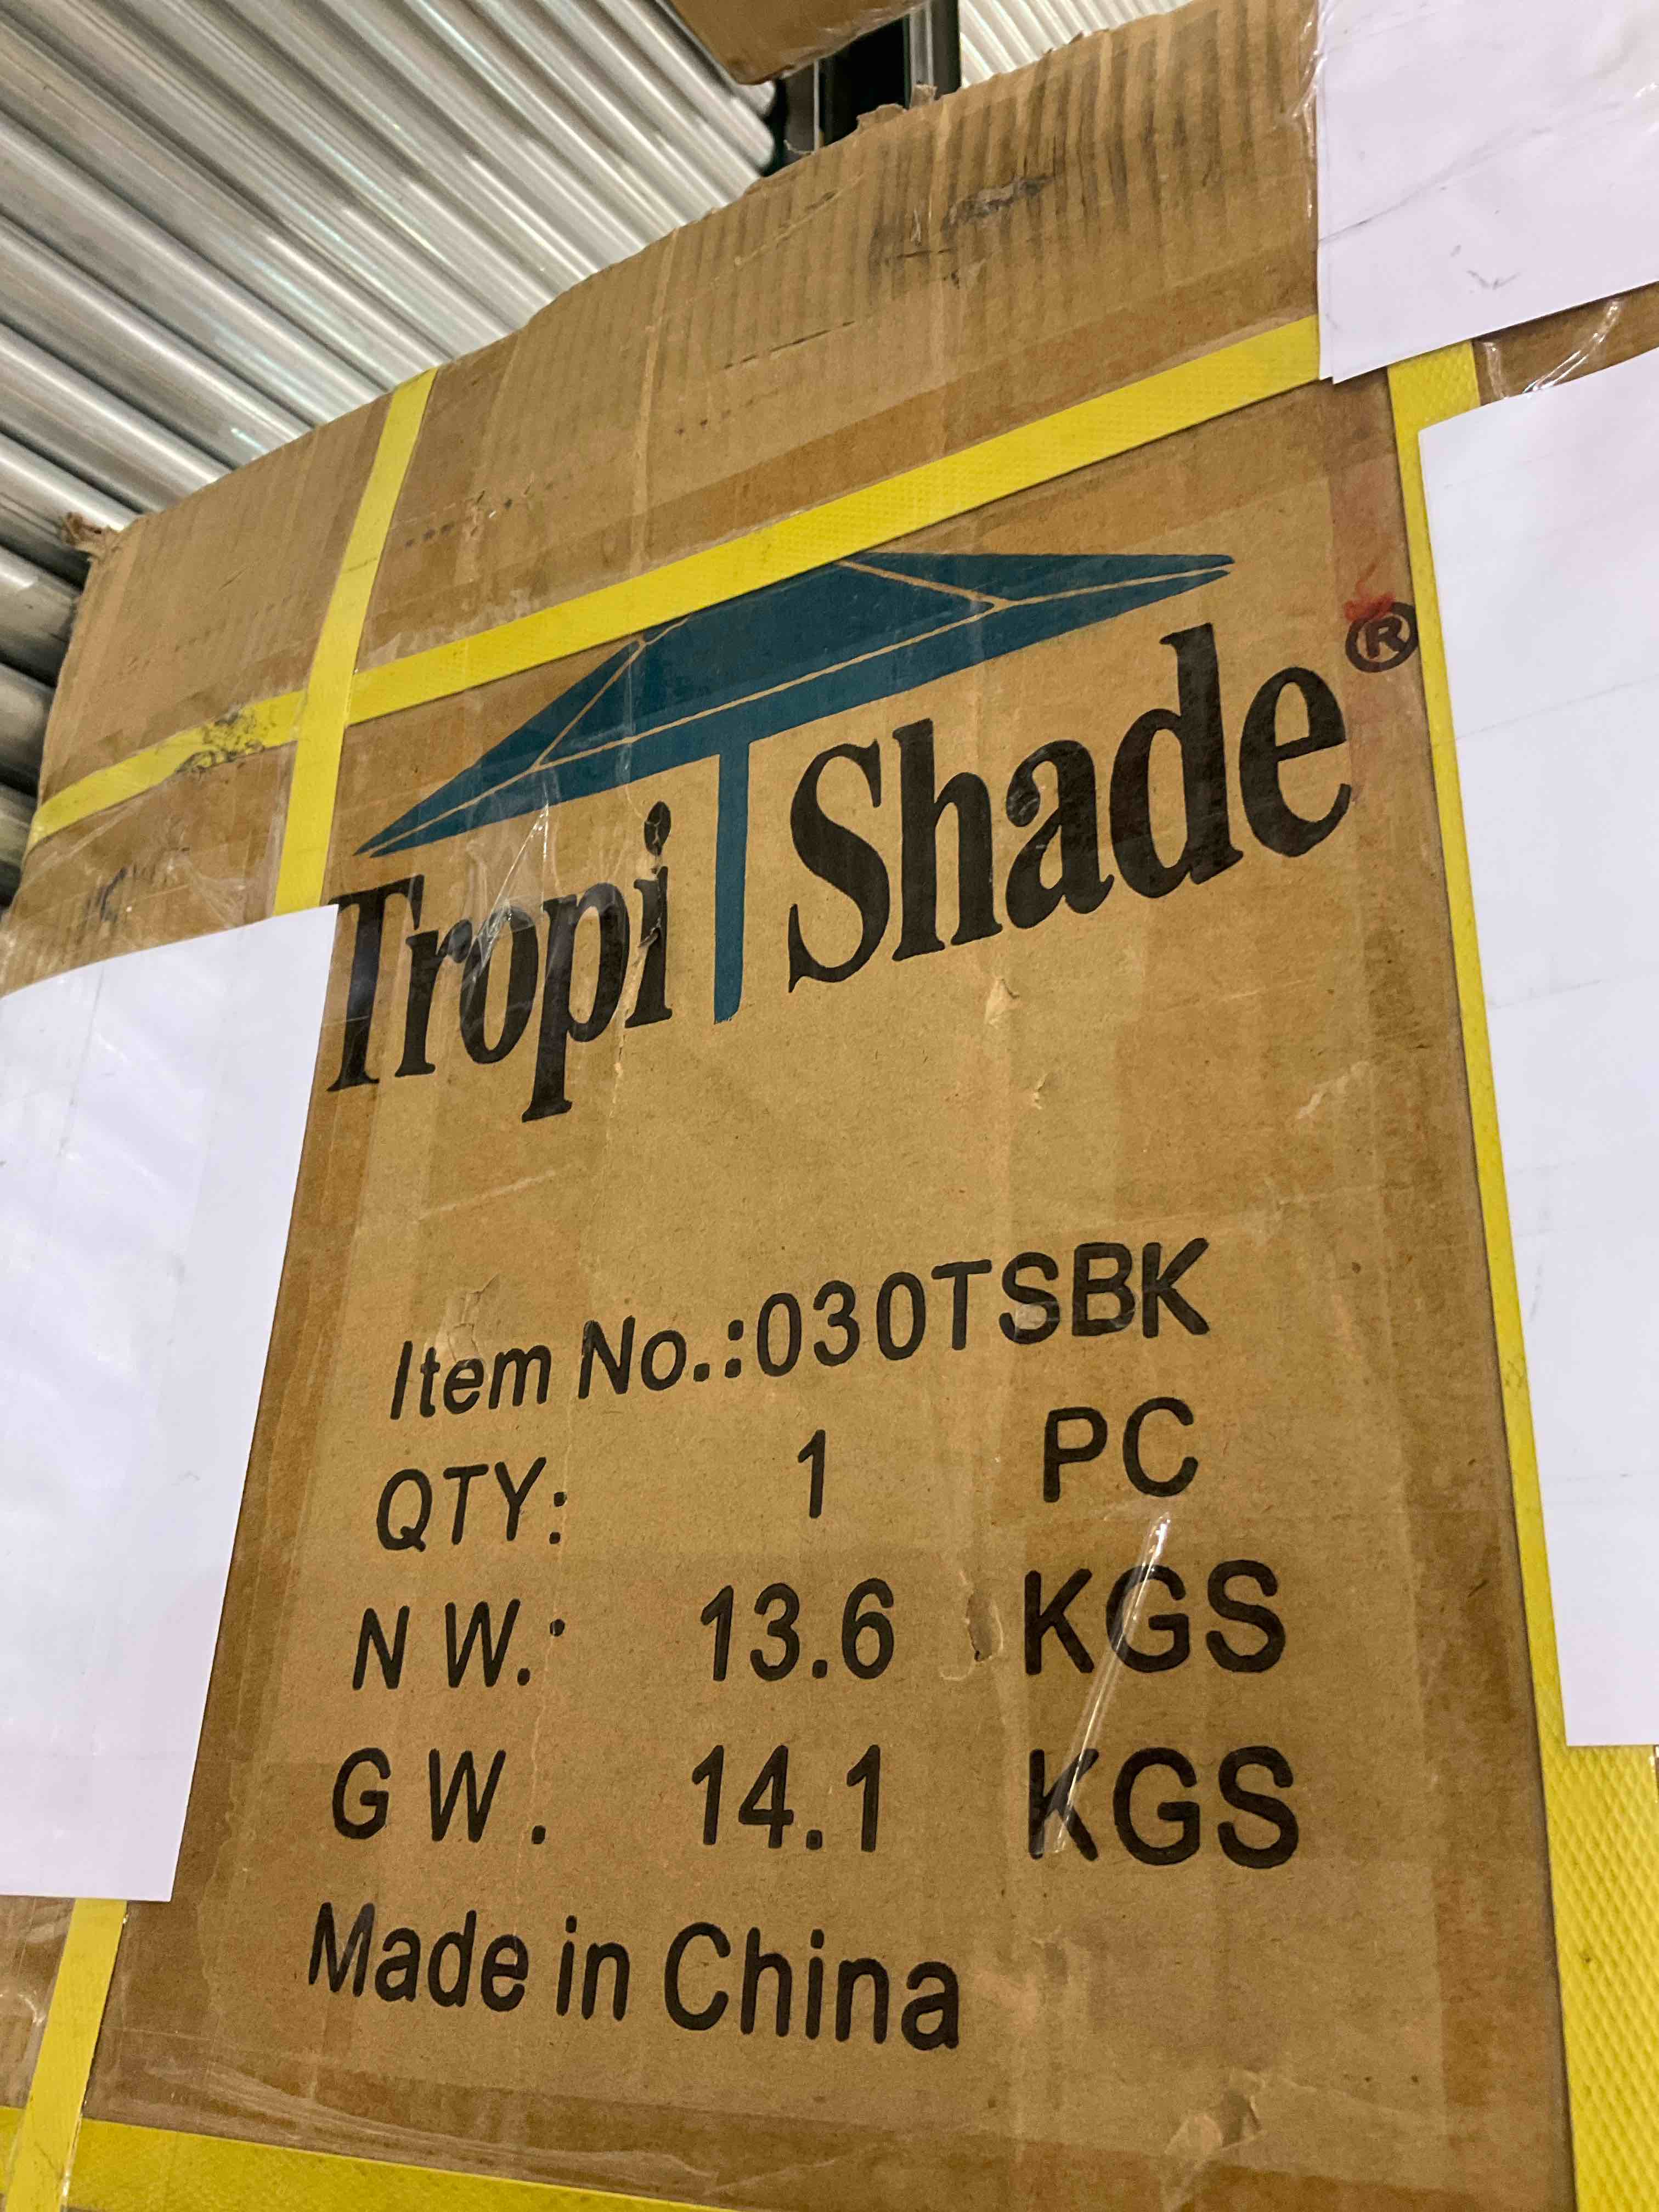 Tropi Shade®
Item No.:030TSBK
QTY: 1 PC
N W.: 13.6 KGS
G W. 14.1 KGS
Made in China